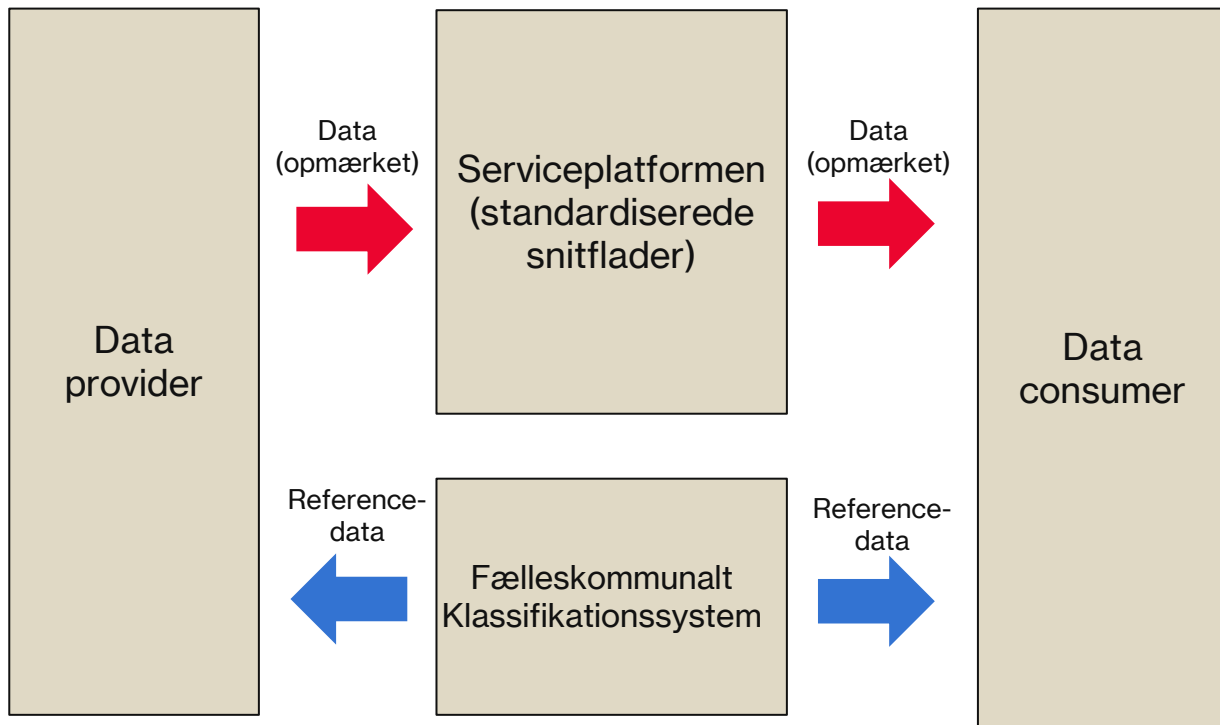 Data
provider
Data
(opmærket)
Serviceplatformen
(standardiserede
snitflader)
Data
(opmærket)
Data
consumer
Reference-
data
Fælleskommunalt
Klassifikationssystem
Reference-
data